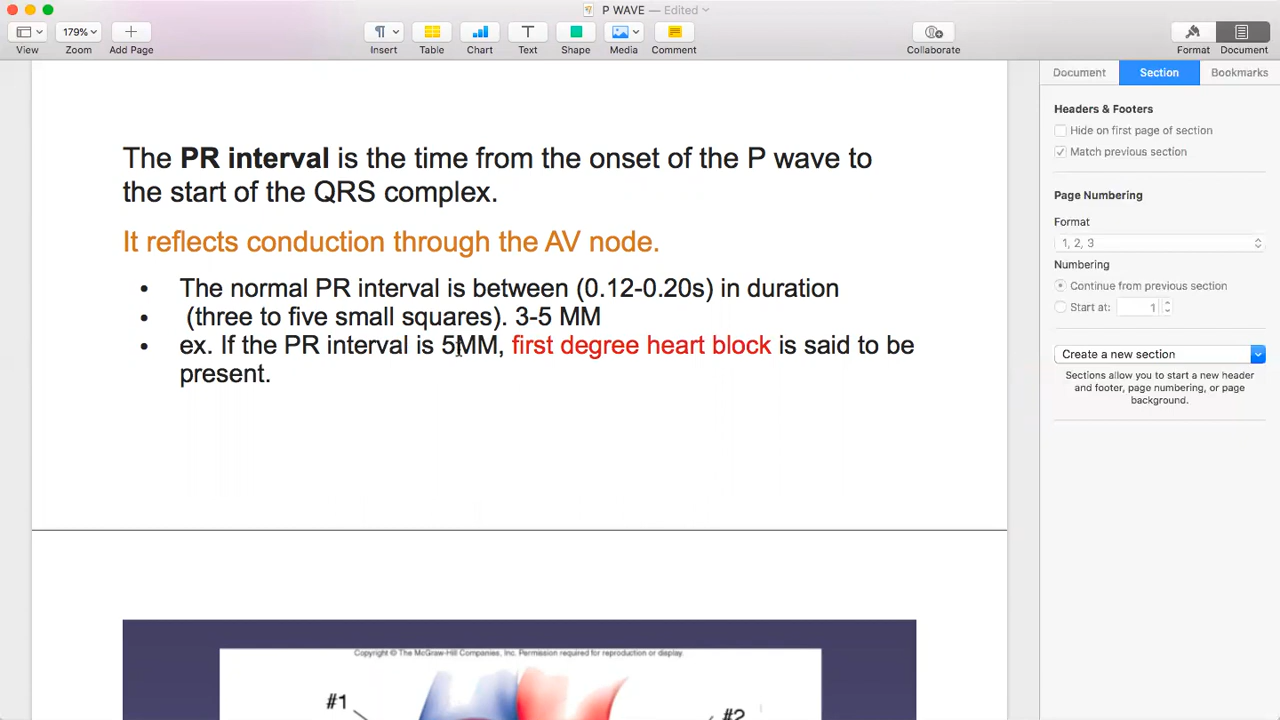 P WAVE — Edited
179%
View
Zoom
Add Page
Insert
Table
Chart
Text
Shape
Media
Comment
Collaborate
Format
Document
Document
Section
Bookmarks
The PR interval is the time from the onset of the P wave to
the start of the QRS complex.
It reflects conduction through the AV node.
• The normal PR interval is between (0.12-0.20s) in duration
• (three to five small squares). 3-5 MM
• ex. If the PR interval is 5MM, first degree heart block is said to be
present.
Copyright © The McGraw-Hill Companies, Inc. Permission required for reproduction or display.
#1
#2
Headers & Footers
Hide on first page of section
Match previous section
Page Numbering
Format
1, 2, 3
Numbering
Continue from previous section
Start at: 1
Create a new section
Sections allow you to start a new header
and footer, page numbering, or page
background.